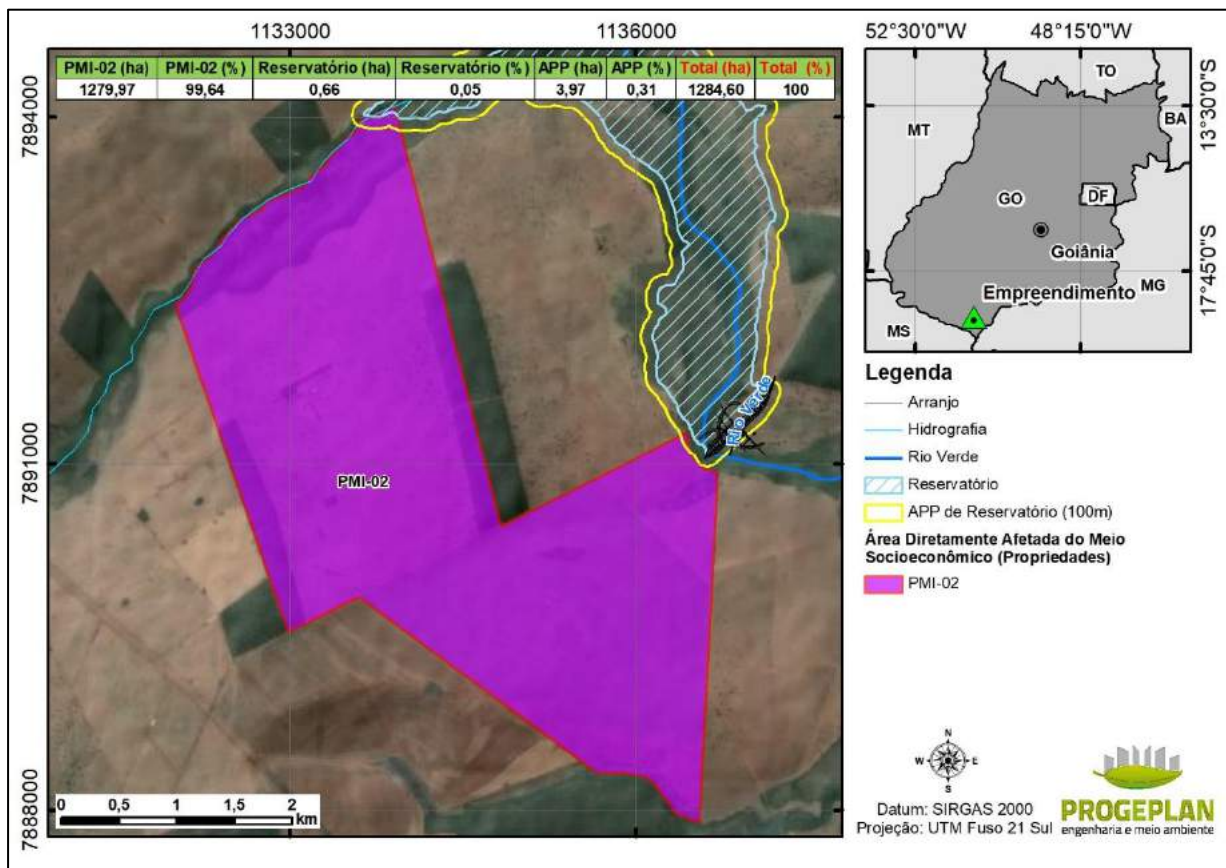 1133000 1136000
52°30'0"W 48°15'0"W
PMI-02 (ha) PMI-02 (%) Reservatório (ha) Reservatório (%) APP (ha) APP (%) Total (ha) Total (%)
1279,97 99,64 0,66 0,05 3,97 0,31 1284,60 100
7894000
7891000
7888000
PMI-02
Rio Verde
0 0,5 1 1,5 2
km
TO
13°30'0"S
BA
MT
DF
GO
Goiânia
17°45'0"S
MG
Empreendimento
MS
Legenda
Arranjo
Hidrografia
Rio Verde
Reservatório
APP de Reservatório (100m)
Área Diretamente Afetada do Meio
Socioeconômico (Propriedades)
PMI-02
N
W E
S
Datum: SIRGAS 2000
Projeção: UTM Fuso 21 Sul
PROGEPLAN
engenharia e meio ambiente